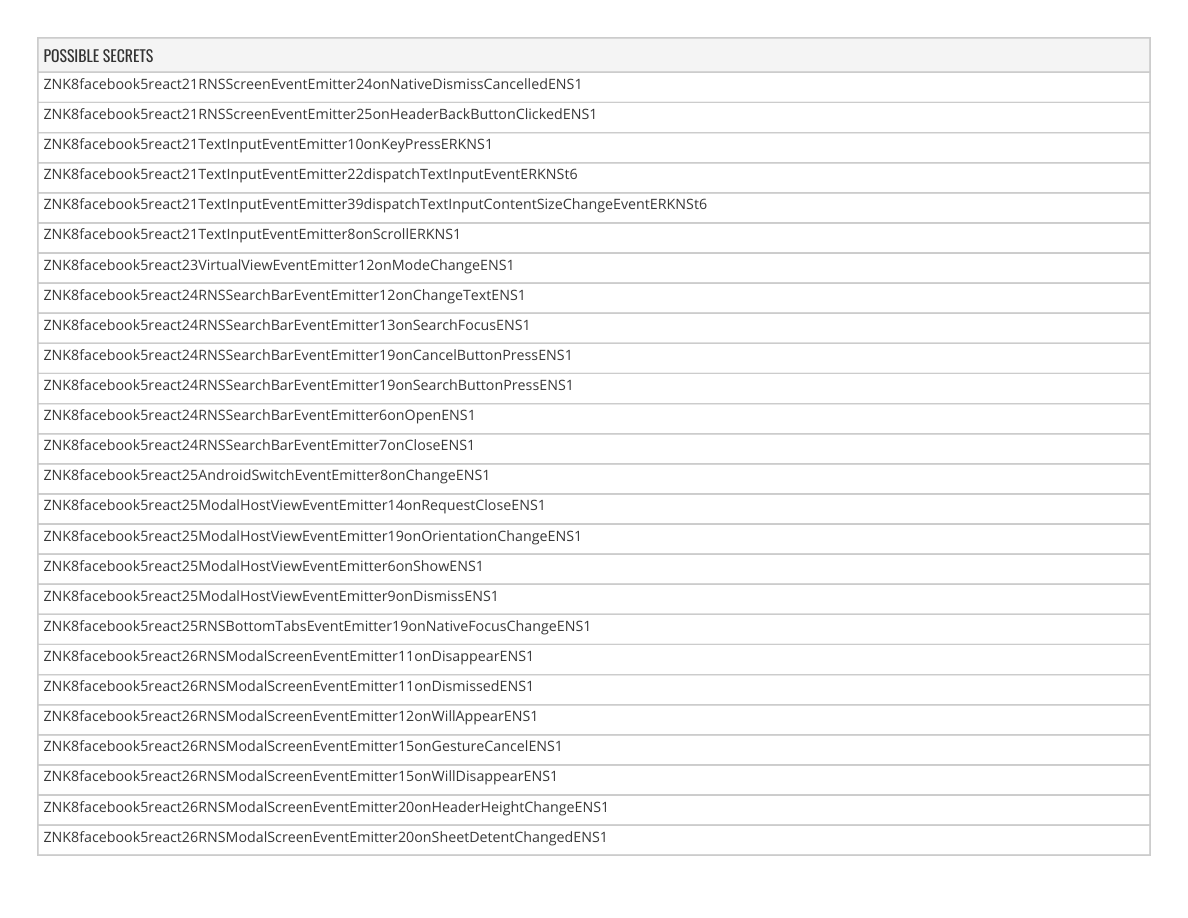 POSSIBLE SECRETS
ZNK8facebook5react21RNSScreenEventEmitter24onNativeDismissCancelledENS1
ZNK8facebook5react21RNSScreenEventEmitter25onHeaderBackButtonClickedENS1
ZNK8facebook5react21TextInputEventEmitter10onKeyPressERKNS1
ZNK8facebook5react21TextInputEventEmitter22dispatchTextInputEventERKNSt6
ZNK8facebook5react21TextInputEventEmitter39dispatchTextInputContentSizeChangeEventERKNSt6
ZNK8facebook5react21TextInputEventEmitter8onScrollERKNS1
ZNK8facebook5react23VirtualViewEventEmitter12onModeChangeENS1
ZNK8facebook5react24RNSSearchBarEventEmitter12onChangeTextENS1
ZNK8facebook5react24RNSSearchBarEventEmitter13onSearchFocusENS1
ZNK8facebook5react24RNSSearchBarEventEmitter19onCancelButtonPressENS1
ZNK8facebook5react24RNSSearchBarEventEmitter19onSearchButtonPressENS1
ZNK8facebook5react24RNSSearchBarEventEmitter6onOpenENS1
ZNK8facebook5react24RNSSearchBarEventEmitter7onCloseENS1
ZNK8facebook5react25AndroidSwitchEventEmitter8onChangeENS1
ZNK8facebook5react25ModalHostViewEventEmitter14onRequestCloseENS1
ZNK8facebook5react25ModalHostViewEventEmitter19onOrientationChangeENS1
ZNK8facebook5react25ModalHostViewEventEmitter6onShowENS1
ZNK8facebook5react25ModalHostViewEventEmitter9onDismissENS1
ZNK8facebook5react25RNSBottomTabsEventEmitter19onNativeFocusChangeENS1
ZNK8facebook5react26RNSModalScreenEventEmitter11onDisappearENS1
ZNK8facebook5react26RNSModalScreenEventEmitter11onDismissedENS1
ZNK8facebook5react26RNSModalScreenEventEmitter12onWillAppearENS1
ZNK8facebook5react26RNSModalScreenEventEmitter15onGestureCancelENS1
ZNK8facebook5react26RNSModalScreenEventEmitter15onWillDisappearENS1
ZNK8facebook5react26RNSModalScreenEventEmitter20onHeaderHeightChangeENS1
ZNK8facebook5react26RNSModalScreenEventEmitter20onSheetDetentChangedENS1